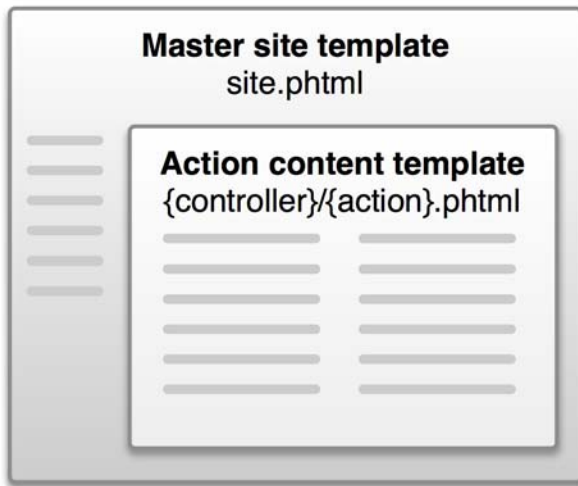 Master site template
site.phtml
Action content template
{controller}/{action}.phtml